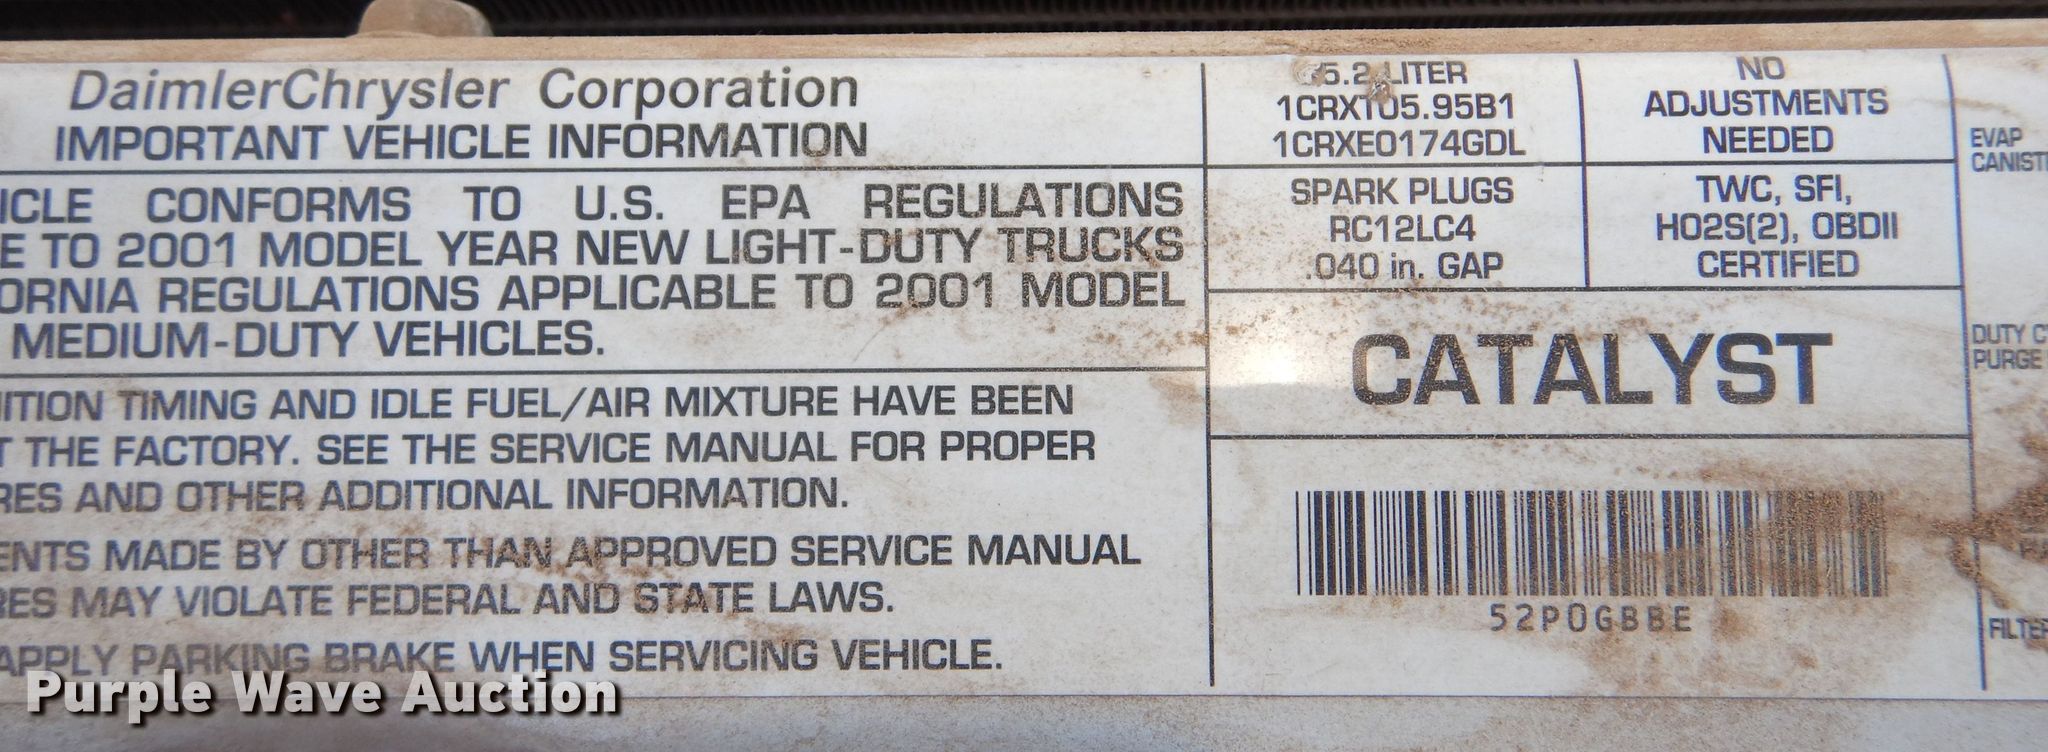 DaimlerChrysler Corporation
IMPORTANT VEHICLE INFORMATION
ICLE CONFORMS TO U.S. EPA REGULATIONS
E TO 2001 MODEL YEAR NEW LIGHT-DUTY TRUCKS
ORNIA REGULATIONS APPLICABLE TO 2001 MODEL
MEDIUM-DUTY VEHICLES.
NITION TIMING AND IDLE FUEL/AIR MIXTURE HAVE BEEN
T THE FACTORY. SEE THE SERVICE MANUAL FOR PROPER
RES AND OTHER ADDITIONAL INFORMATION.
ENTS MADE BY OTHER THAN APPROVED SERVICE MANUAL
RES MAY VIOLATE FEDERAL AND STATE LAWS.
APPLY PARKING BRAKE WHEN SERVICING VEHICLE.
5.2 LITER
1CRXT05.95B1
1CRXE0174GDL
NO
ADJUSTMENTS
NEEDED
SPARK PLUGS
RC12LC4
.040 in. GAP
TWC, SFI,
HO2S(2), OBDII
CERTIFIED
CATALYST
52P0GBBE
EVAP
CANIST
DUTY C
PURGE
FILTER
Purple Wave Auction